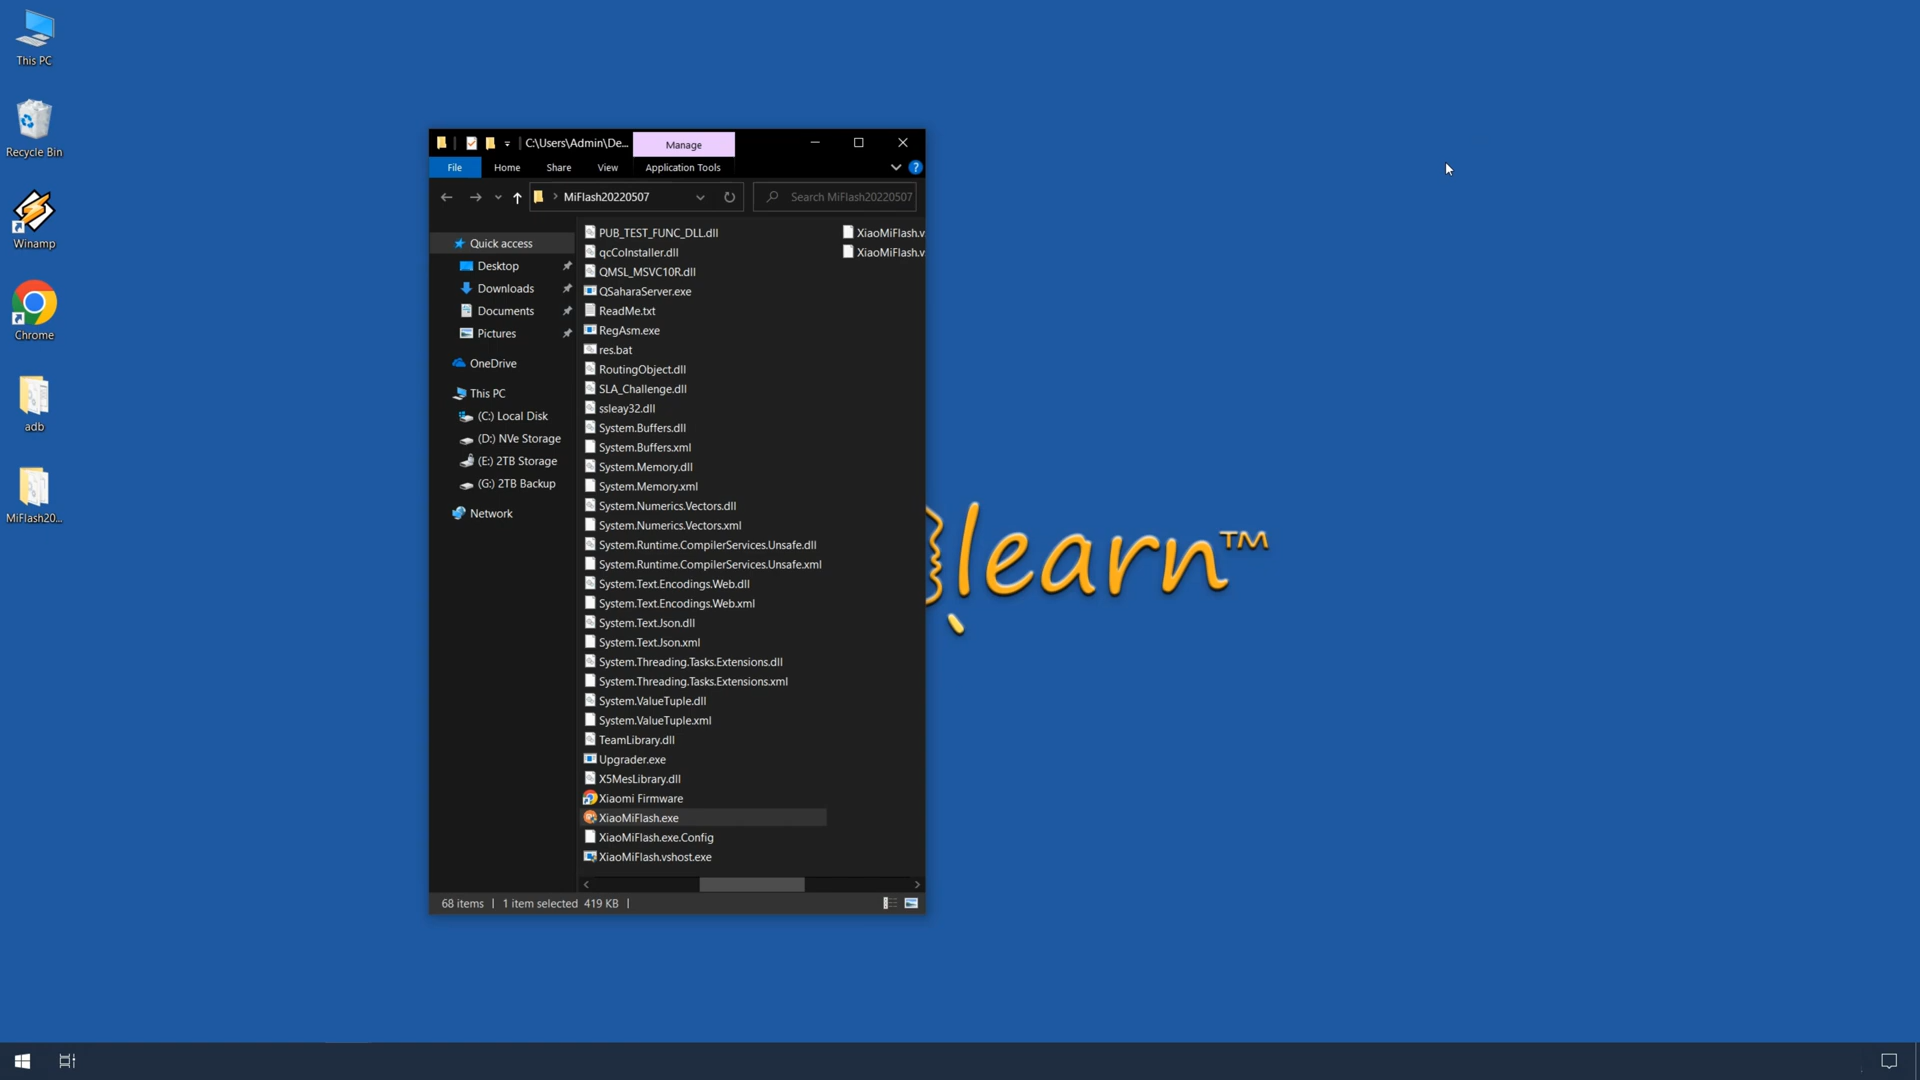 This PC
Recycle Bin
Winamp
Chrome
adb
MiFlash20...
C:\Users\Admin\De...
Manage
File
Home
Share
View
Application Tools
MiFlash20220507
Search MiFlash20220507
Quick access
Desktop
Downloads
Documents
Pictures
OneDrive
This PC
(C:) Local Disk
(D:) NVe Storage
(E:) 2TB Storage
(G:) 2TB Backup
Network
PUB_TEST_FUNC_DLL.dll
qcCoInstaller.dll
QMSL_MSVC10R.dll
QSaharaServer.exe
ReadMe.txt
RegAsm.exe
res.bat
RoutingObject.dll
SLA_Challenge.dll
ssleay32.dll
System.Buffers.dll
System.Buffers.xml
System.Memory.dll
System.Memory.xml
System.Numerics.Vectors.dll
System.Numerics.Vectors.xml
System.Runtime.CompilerServices.Unsafe.dll
System.Runtime.CompilerServices.Unsafe.xml
System.Text.Encodings.Web.dll
System.Text.Encodings.Web.xml
System.Text.Json.dll
System.Text.Json.xml
System.Threading.Tasks.Extensions.dll
System.Threading.Tasks.Extensions.xml
System.ValueTuple.dll
System.ValueTuple.xml
TeamLibrary.dll
Upgrader.exe
X5MesLibrary.dll
Xiaomi Firmware
XiaoMiFlash.exe
XiaoMiFlash.exe.Config
XiaoMiFlash.vshost.exe
XiaoMiFlash.v
XiaoMiFlash.v
68 items
1 item selected 419 KB
learn™